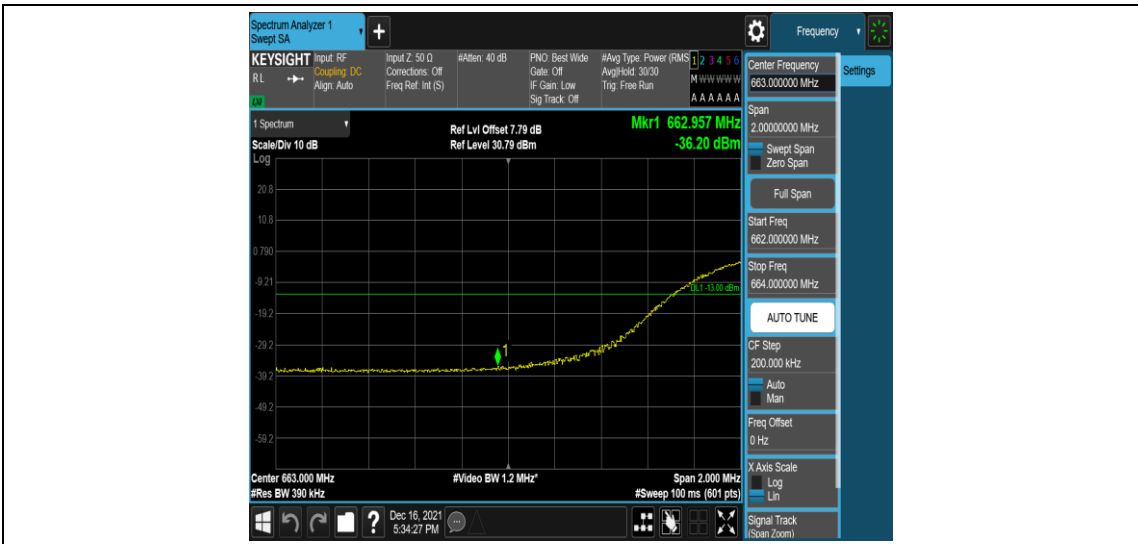 Spectrum Analyzer 1
Swept SA
+
Frequency
KEYSIGHT
RL
LXI
Input: RF
Coupling: DC
Align: Auto
Input Z: 50 Ω
Corrections: Off
Freq Ref: Int (S)
#Atten: 40 dB
PNO: Best Wide
Gate: Off
IF Gain: Low
Sig Track: Off
#Avg Type: Power (RMS
Avg|Hold: 30/30
Trig: Free Run
1 2 3 4 5 6
M W W W W W
A A A A A A
1 Spectrum
Scale/Div 10 dB
Log
Ref Lvl Offset 7.79 dB
Ref Level 30.79 dBm
Mkr1 662.957 MHz
-36.20 dBm
20.8
10.8
0.790
-9.21
DL1 -13.00 dBm
-19.2
-29.2
1
-39.2
-49.2
-59.2
Center 663.000 MHz
#Res BW 390 kHz
#Video BW 1.2 MHz*
Span 2.000 MHz
#Sweep 100 ms (601 pts)
?
Dec 16, 2021
5:34:27 PM
Center Frequency
663.000000 MHz
Settings
Span
2.00000000 MHz
Swept Span
Zero Span
Full Span
Start Freq
662.000000 MHz
Stop Freq
664.000000 MHz
AUTO TUNE
CF Step
200.000 kHz
Auto
Man
Freq Offset
0 Hz
X Axis Scale
Log
Lin
Signal Track
(Span Zoom)